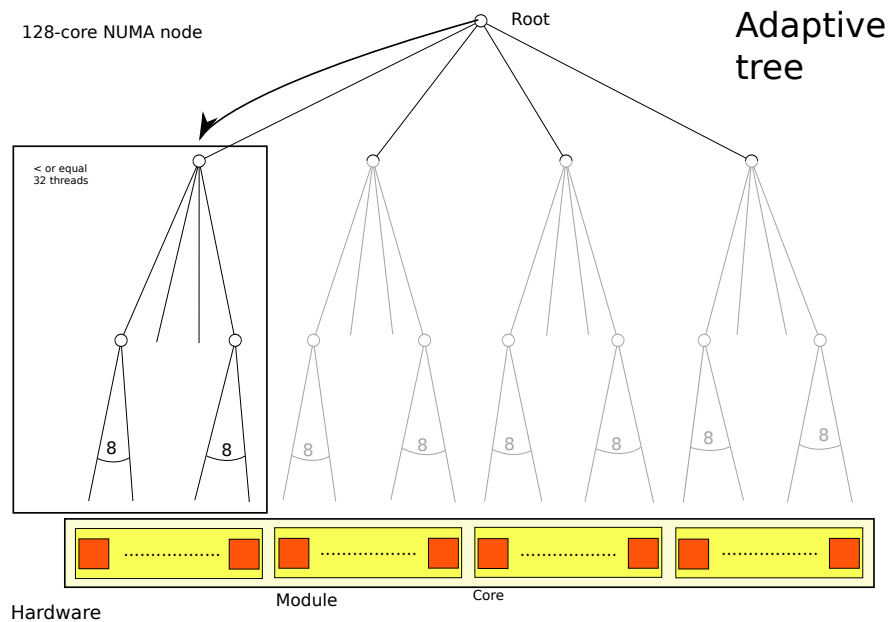 Root
Adaptive
tree
128-core NUMA node
< or equal
32 threads
8
8
8
8
8
8
8
8
Module
Core
Hardware